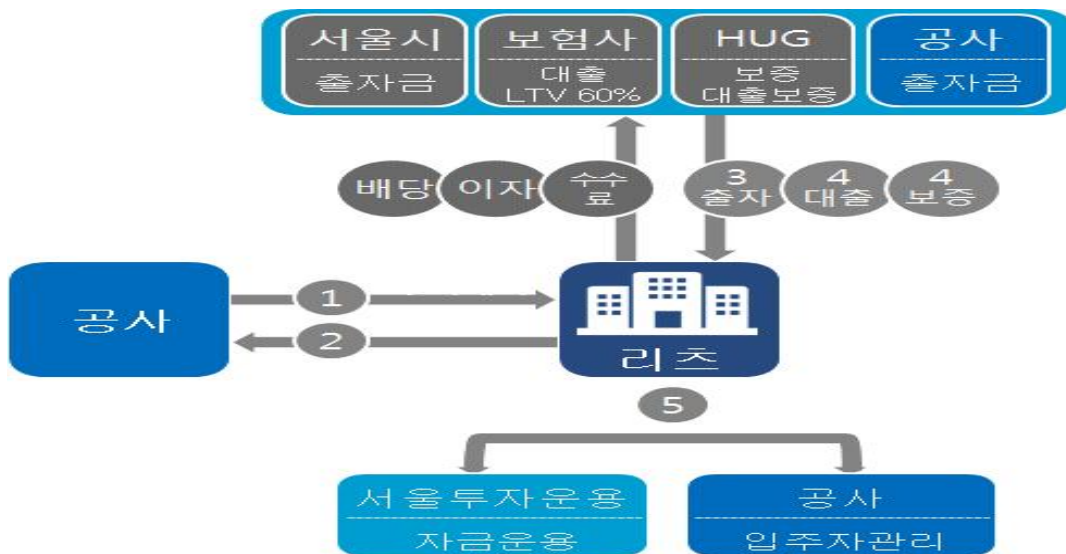 서울시
출자금
보험사
대출
LTV 60%
HUG
보증
대출보증
공사
출자금
배당
이자
수수
료
3
출자
4
대출
4
보증
공사
1
2
리츠
5
서울투자운용
자금운용
공사
입주자관리